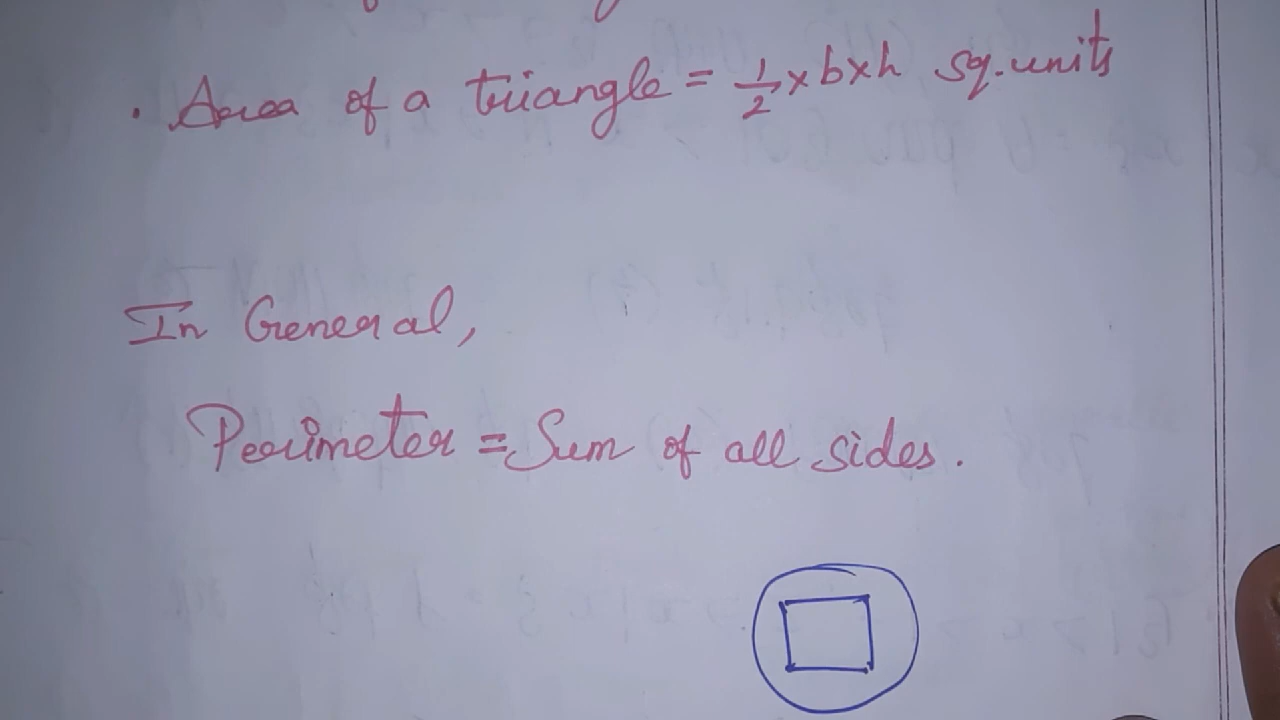 . Area of a triangle = 1/2 × b × h sq. units
In General,
Perimeter = Sum of all sides.